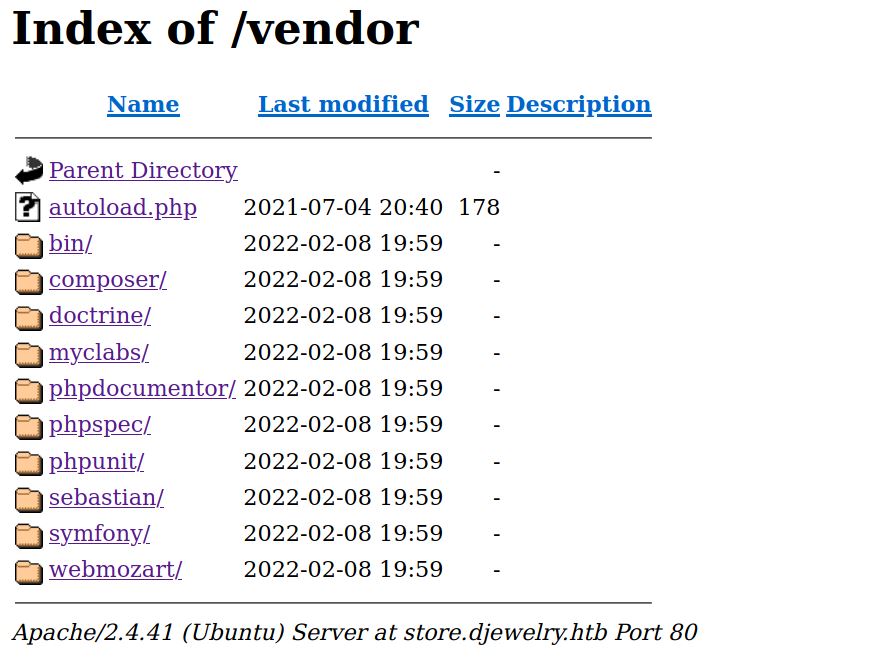 Index of /vendor
Name Last modified Size Description
Parent Directory -
autoload.php 2021-07-04 20:40 178
bin/ 2022-02-08 19:59 -
composer/ 2022-02-08 19:59 -
doctrine/ 2022-02-08 19:59 -
myclabs/ 2022-02-08 19:59 -
phpdocumentor/ 2022-02-08 19:59 -
phpspec/ 2022-02-08 19:59 -
phpunit/ 2022-02-08 19:59 -
sebastian/ 2022-02-08 19:59 -
symfony/ 2022-02-08 19:59 -
webmozart/ 2022-02-08 19:59 -
Apache/2.4.41 (Ubuntu) Server at store.djewelry.htb Port 80